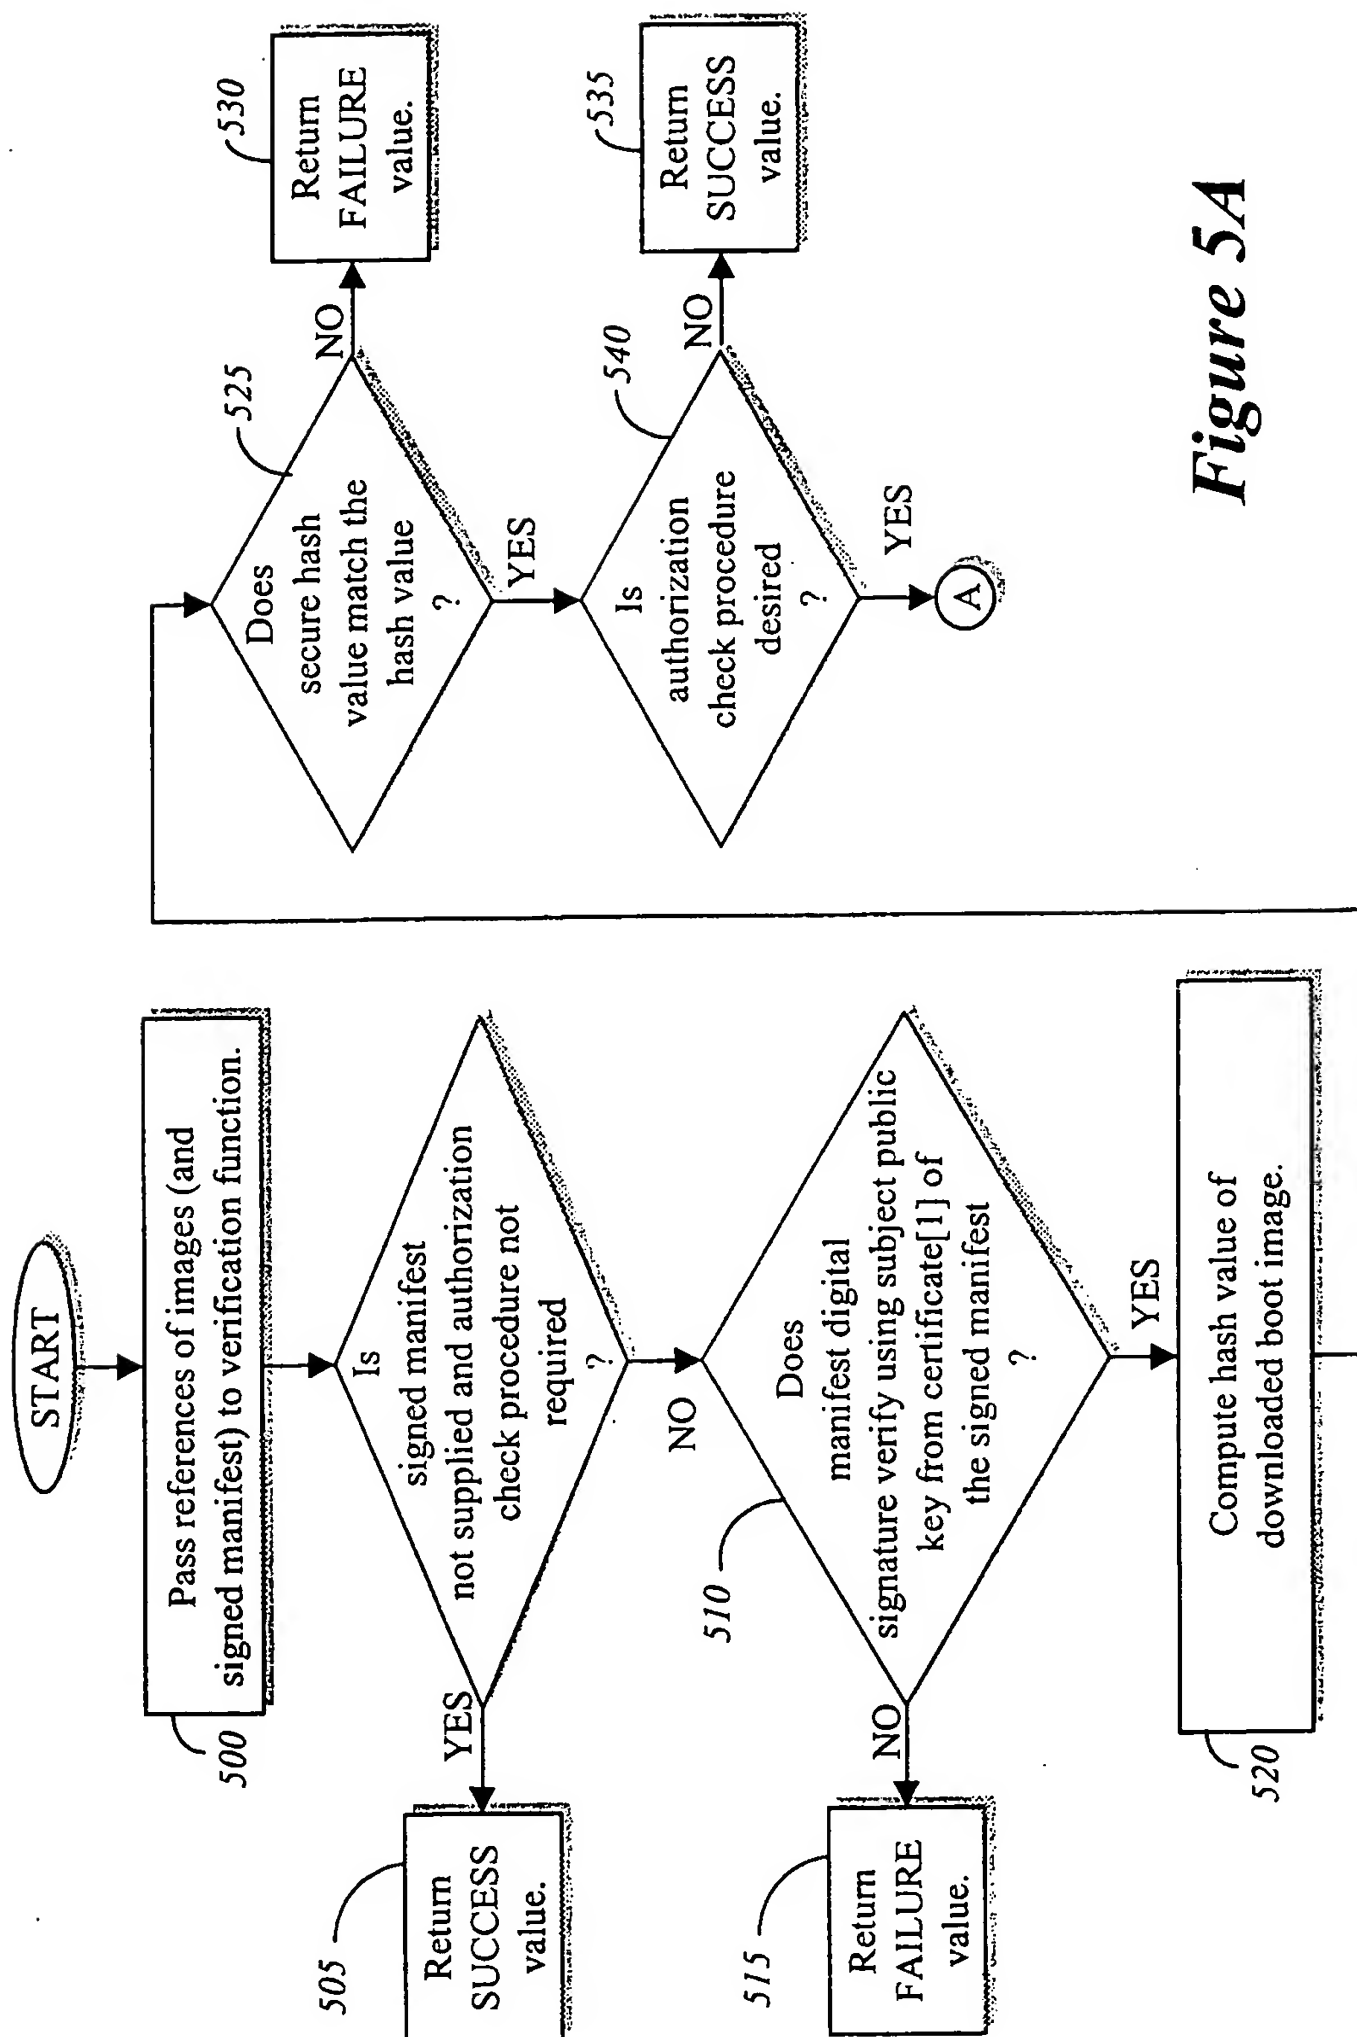 START
Pass references of images (and
signed manifest) to verification function.
500
Is
signed manifest
not supplied and authorization
check procedure not
required
?
YES
NO
505
Return
SUCCESS
value.
Does
manifest digital
signature verify using subject public
key from certificate[1] of
the signed manifest
?
510
NO
YES
515
Return
FAILURE
value.
Compute hash value of
downloaded boot image.
520
Does
secure hash
value match the
hash value
?
525
NO
YES
530
Return
FAILURE
value.
Is
authorization
check procedure
desired
?
540
NO
YES
535
Return
SUCCESS
value.
A
Figure 5A